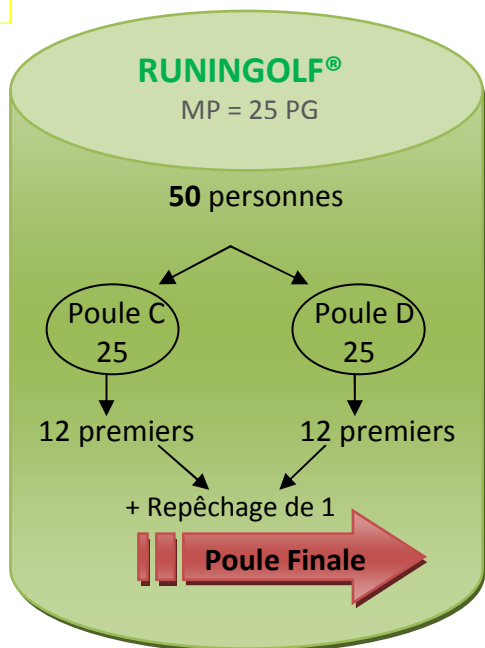 RUNINGOLF®
MP = 25 PG
50 personnes
Poule C
25
Poule D
25
12 premiers
12 premiers
+ Repêchage de 1
Poule Finale